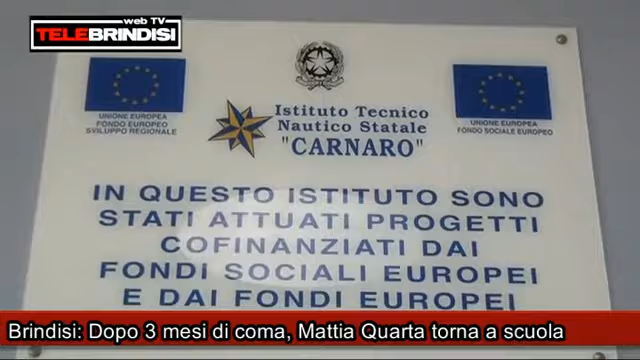 web TV
TELEBRINDISI
UNIONE EUROPEA
FONDO EUROPEO
SVILUPPO REGIONALE
Istituto Tecnico
Nautico Statale
"CARNARO"
UNIONE EUROPEA
FONDO SOCIALE EUROPEO
IN QUESTO ISTITUTO SONO
STATI ATTUATI PROGETTI
COFINANZIATI DAI
FONDI SOCIALI EUROPEI
E DAI FONDI EUROPEI
Brindisi: Dopo 3 mesi di coma, Mattia Quarta torna a scuola